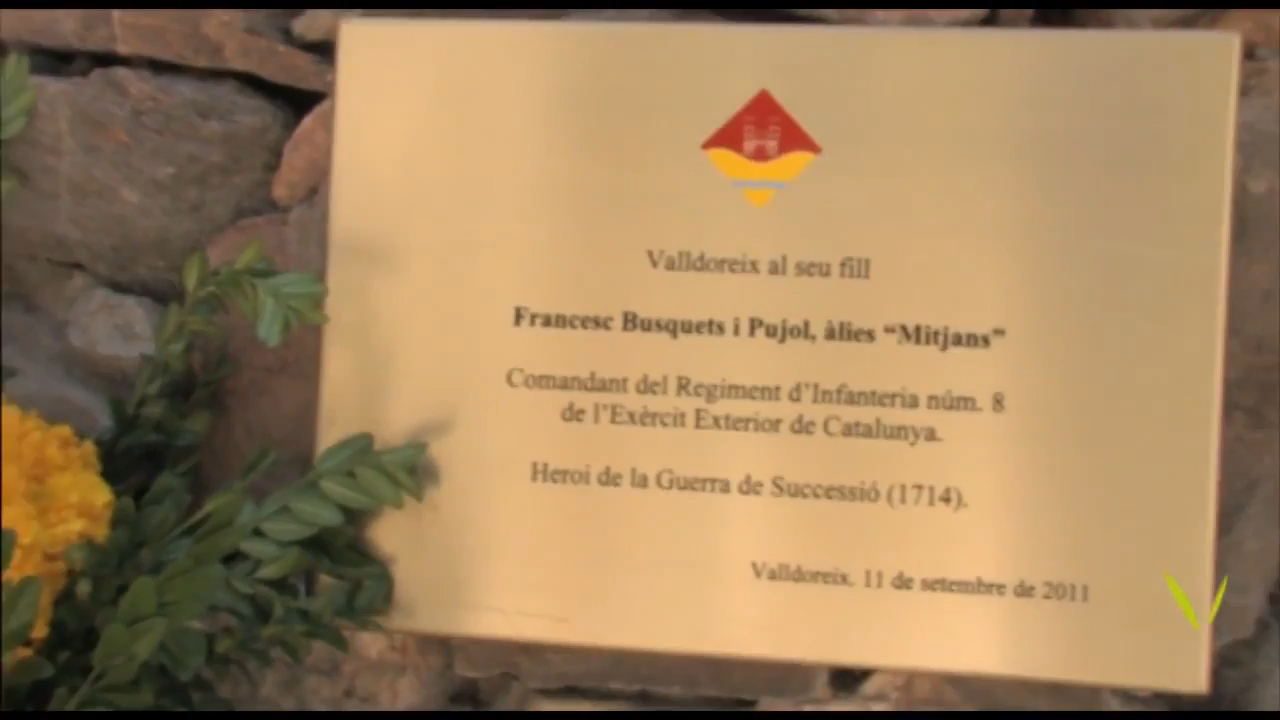 Valldoreix al seu fill
Francesc Busquets i Pujol, àlies “Mitjans”
Comandant del Regiment d’Infanteria núm. 8
de l’Exèrcit Exterior de Catalunya.
Heroi de la Guerra de Successió (1714).
Valldoreix. 11 de setembre de 2011